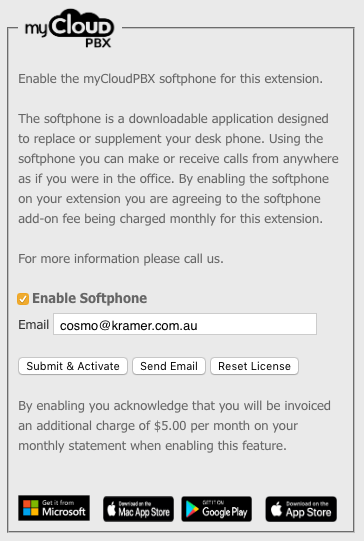 myCLOUD
PBX
Enable the myCloudPBX softphone for this extension.
The softphone is a downloadable application designed
to replace or supplement your desk phone. Using the
softphone you can make or receive calls from anywhere
as if you were in the office. By enabling the softphone
on your extension you are agreeing to the softphone
add-on fee being charged monthly for this extension.
For more information please call us.
Enable Softphone
Email cosmo@kramer.com.au
Submit & Activate Send Email Reset License
By enabling you acknowledge that you will be invoiced
an additional charge of $5.00 per month on your
monthly statement when enabling this feature.
Get it from
Microsoft
Download on the
Mac App Store
GET IT ON
Google Play
Download on the
App Store